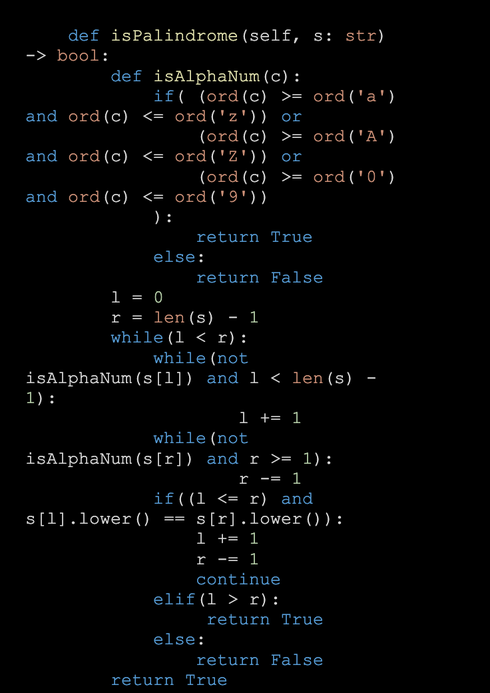 def isPalindrome(self, s: str)
-> bool:
def isAlphaNum(c):
if( (ord(c) >= ord('a')
and ord(c) <= ord('z')) or
(ord(c) >= ord('A')
and ord(c) <= ord('Z')) or
(ord(c) >= ord('0')
and ord(c) <= ord('9'))
):
return True
else:
return False
l = 0
r = len(s) - 1
while(l < r):
while(not
isAlphaNum(s[l]) and l < len(s) -
1):
l += 1
while(not
isAlphaNum(s[r]) and r >= 1):
r -= 1
if((l <= r) and
s[l].lower() == s[r].lower()):
l += 1
r -= 1
continue
elif(l > r):
return True
else:
return False
return True